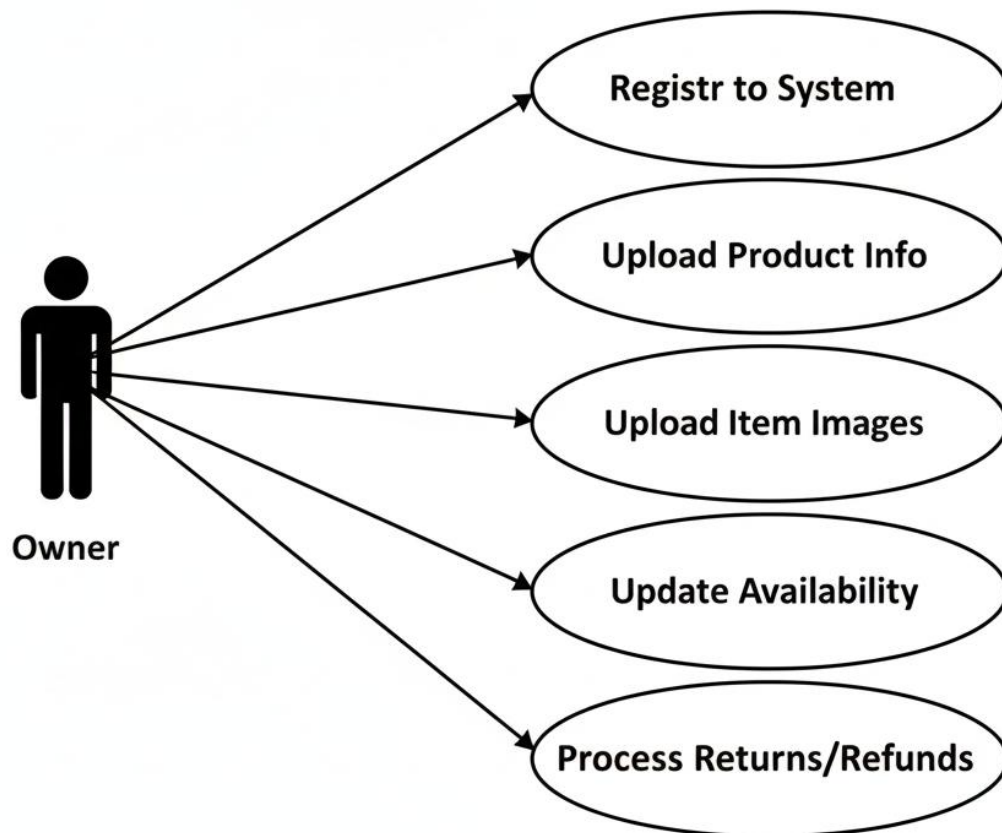 Registr to System
Upload Product Info
Upload Item Images
Owner
Update Availability
Process Returns/Refunds